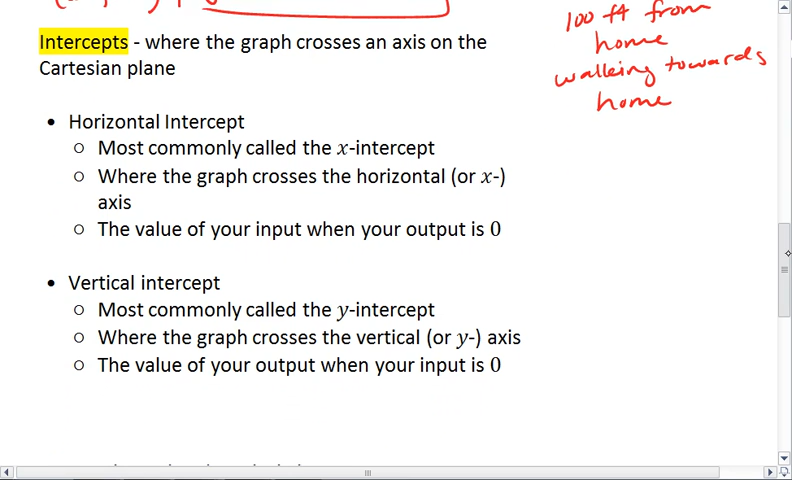 100 ft from
home
walking towards
home
Intercepts - where the graph crosses an axis on the
Cartesian plane
• Horizontal Intercept
○ Most commonly called the x-intercept
○ Where the graph crosses the horizontal (or x-)
axis
○ The value of your input when your output is 0
• Vertical intercept
○ Most commonly called the y-intercept
○ Where the graph crosses the vertical (or y-) axis
○ The value of your output when your input is 0